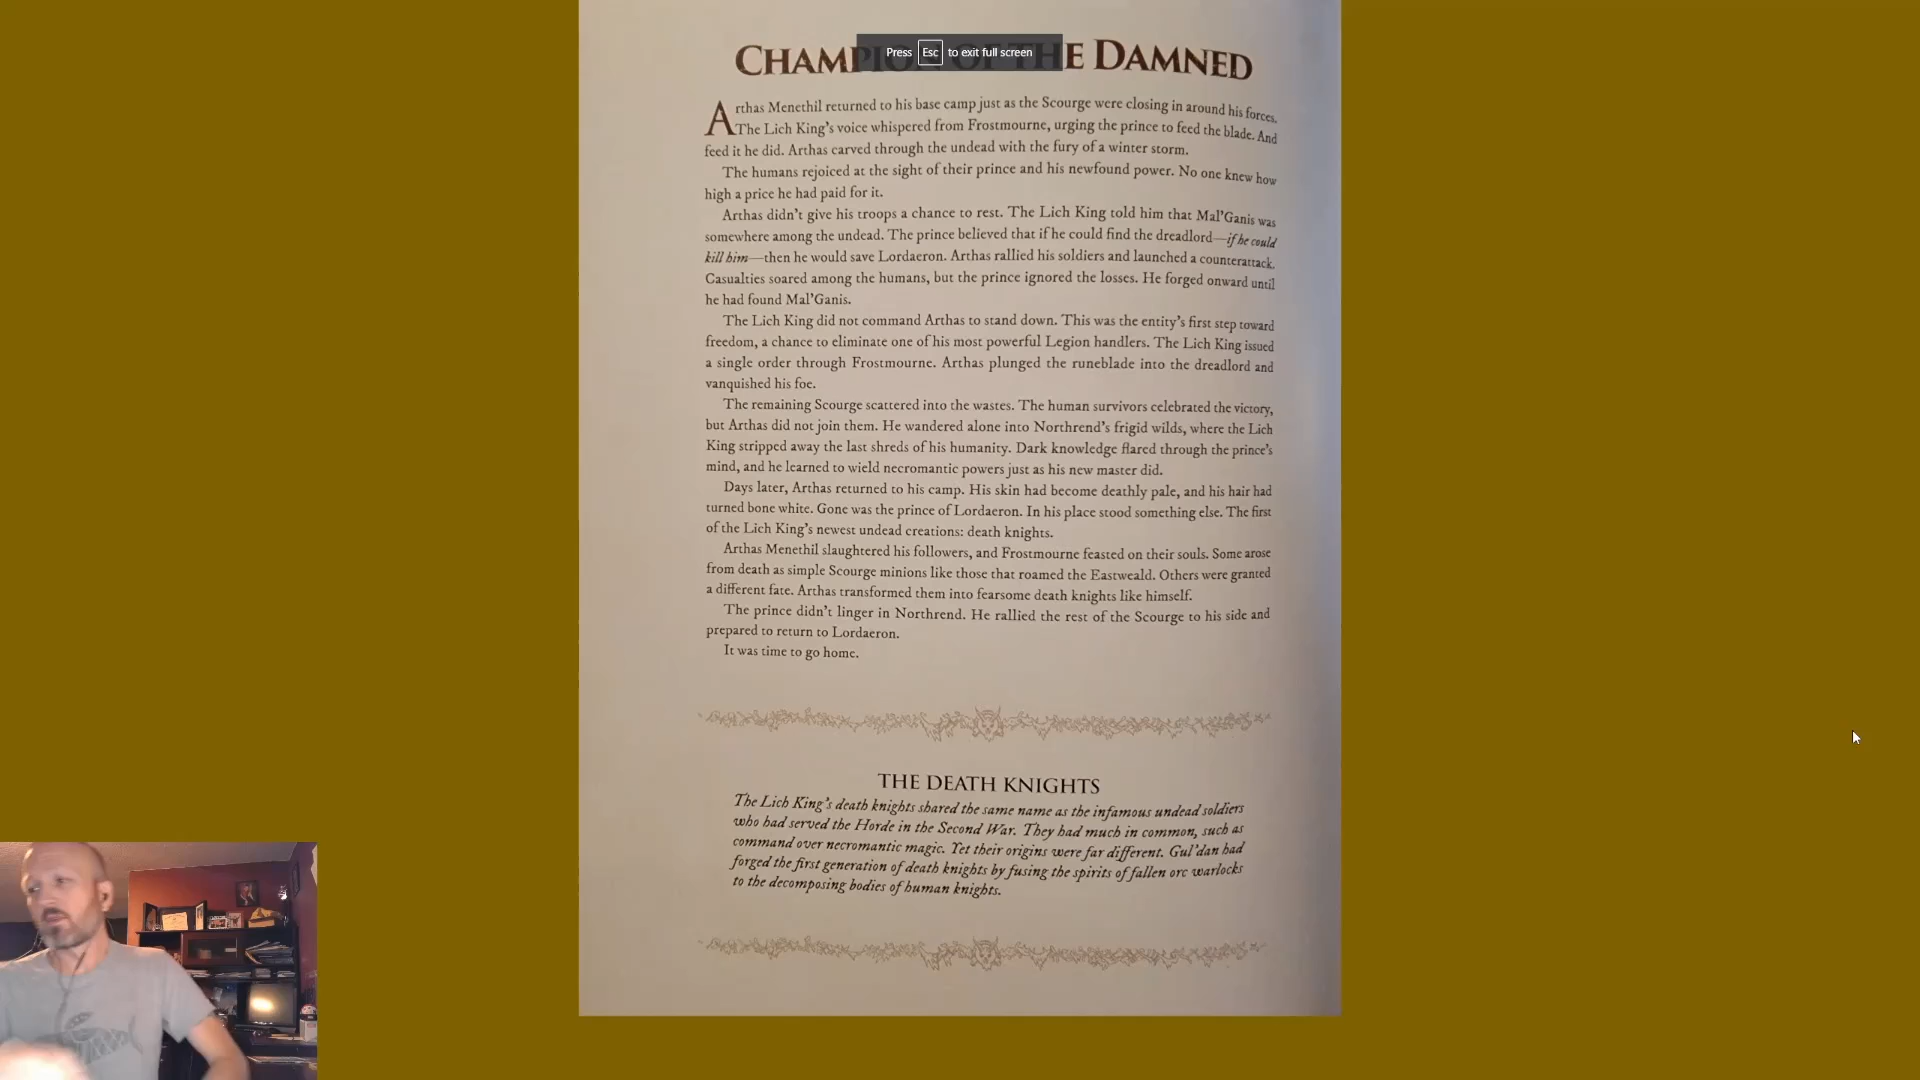 CHAMPION OF THE DAMNED
Press Esc to exit full screen
Arthas Menethil returned to his base camp just as the Scourge were closing in around his forces.
The Lich King's voice whispered from Frostmourne, urging the prince to feed the blade. And
feed it he did. Arthas carved through the undead with the fury of a winter storm.
The humans rejoiced at the sight of their prince and his newfound power. No one knew how
high a price he had paid for it.
Arthas didn't give his troops a chance to rest. The Lich King told him that Mal'Ganis was
somewhere among the undead. The prince believed that if he could find the dreadlord—if he could
kill him—then he would save Lordaeron. Arthas rallied his soldiers and launched a counterattack.
Casualties soared among the humans, but the prince ignored the losses. He forged onward until
he had found Mal'Ganis.
The Lich King did not command Arthas to stand down. This was the entity's first step toward
freedom, a chance to eliminate one of his most powerful Legion handlers. The Lich King issued
a single order through Frostmourne. Arthas plunged the runeblade into the dreadlord and
vanquished his foe.
The remaining Scourge scattered into the wastes. The human survivors celebrated the victory,
but Arthas did not join them. He wandered alone into Northrend's frigid wilds, where the Lich
King stripped away the last shreds of his humanity. Dark knowledge flared through the prince's
mind, and he learned to wield necromantic powers just as his new master did.
Days later, Arthas returned to his camp. His skin had become deathly pale, and his hair had
turned bone white. Gone was the prince of Lordaeron. In his place stood something else. The first
of the Lich King's newest undead creations: death knights.
Arthas Menethil slaughtered his followers, and Frostmourne feasted on their souls. Some arose
from death as simple Scourge minions like those that roamed the Eastweald. Others were granted
a different fate. Arthas transformed them into fearsome death knights like himself.
The prince didn't linger in Northrend. He rallied the rest of the Scourge to his side and
prepared to return to Lordaeron.
It was time to go home.
THE DEATH KNIGHTS
The Lich King's death knights shared the same name as the infamous undead soldiers
who had served the Horde in the Second War. They had much in common, such as
command over necromantic magic. Yet their origins were far different. Gul'dan had
forged the first generation of death knights by fusing the spirits of fallen orc warlocks
to the decomposing bodies of human knights.